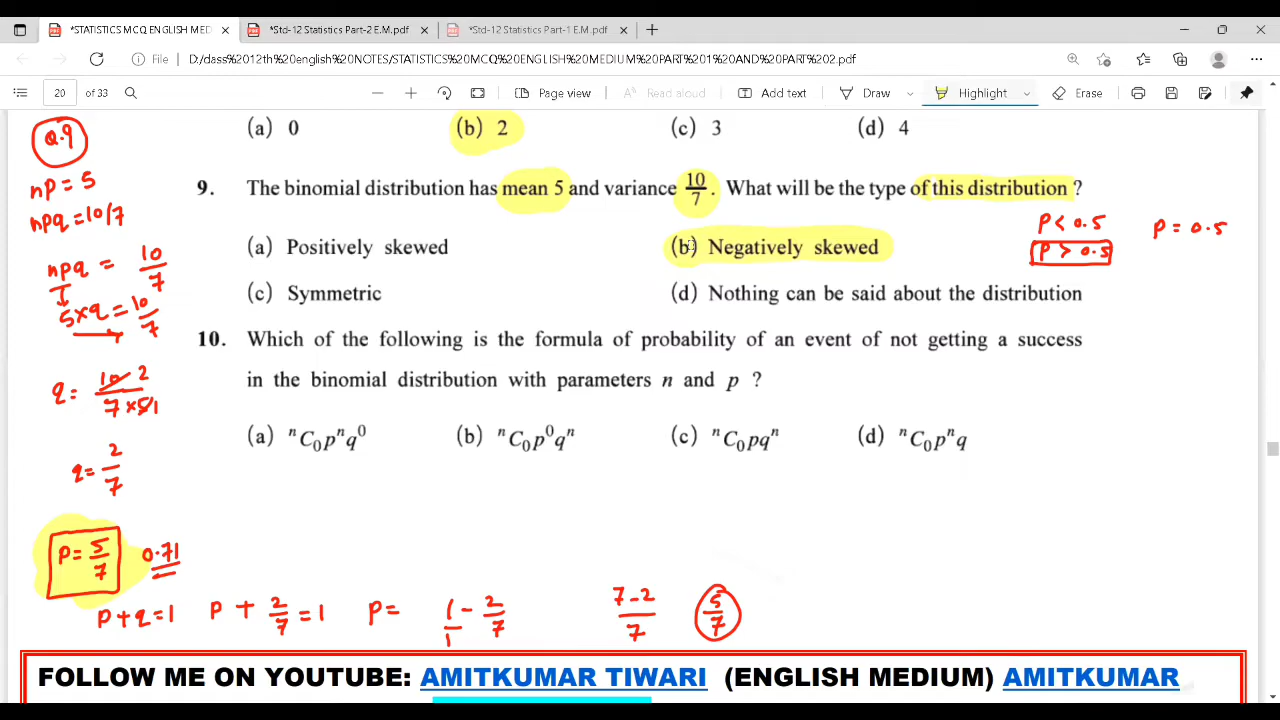 *STATISTICS MCQ ENGLISH MED
*Std-12 Statistics Part-2 E.M.pdf
*Std-12 Statistics Part-1 E.M.pdf
File
D:/class%2012th%20english%20NOTES/STATISTICS%20MCQ%20ENGLISH%20MEDIUM%20PART%201%20AND%20PART%202.pdf
20 of 33
Page view
Read aloud
Add text
Draw
Highlight
Erase
(a) 0 (b) 2 (c) 3 (d) 4
Q.9
9. The binomial distribution has mean 5 and variance 10/7. What will be the type of this distribution ?
(a) Positively skewed (b) Negatively skewed
(c) Symmetric (d) Nothing can be said about the distribution
P < 0.5 P = 0.5
P > 0.5
10. Which of the following is the formula of probability of an event of not getting a success
in the binomial distribution with parameters n and p ?
(a) ⁿC₀pⁿq⁰ (b) ⁿC₀p⁰qⁿ (c) ⁿC₀pqⁿ (d) ⁿC₀pⁿq
np = 5
npq = 10/7
npq = 10/7
5×q = 10/7
q = 10 2 / 7×5 1
q = 2/7
P = 5/7 0.71
P+q=1 P + 2/7 = 1 P = 1/1 - 2/7 7-2/7 5/7
FOLLOW ME ON YOUTUBE: AMITKUMAR TIWARI (ENGLISH MEDIUM) AMITKUMAR